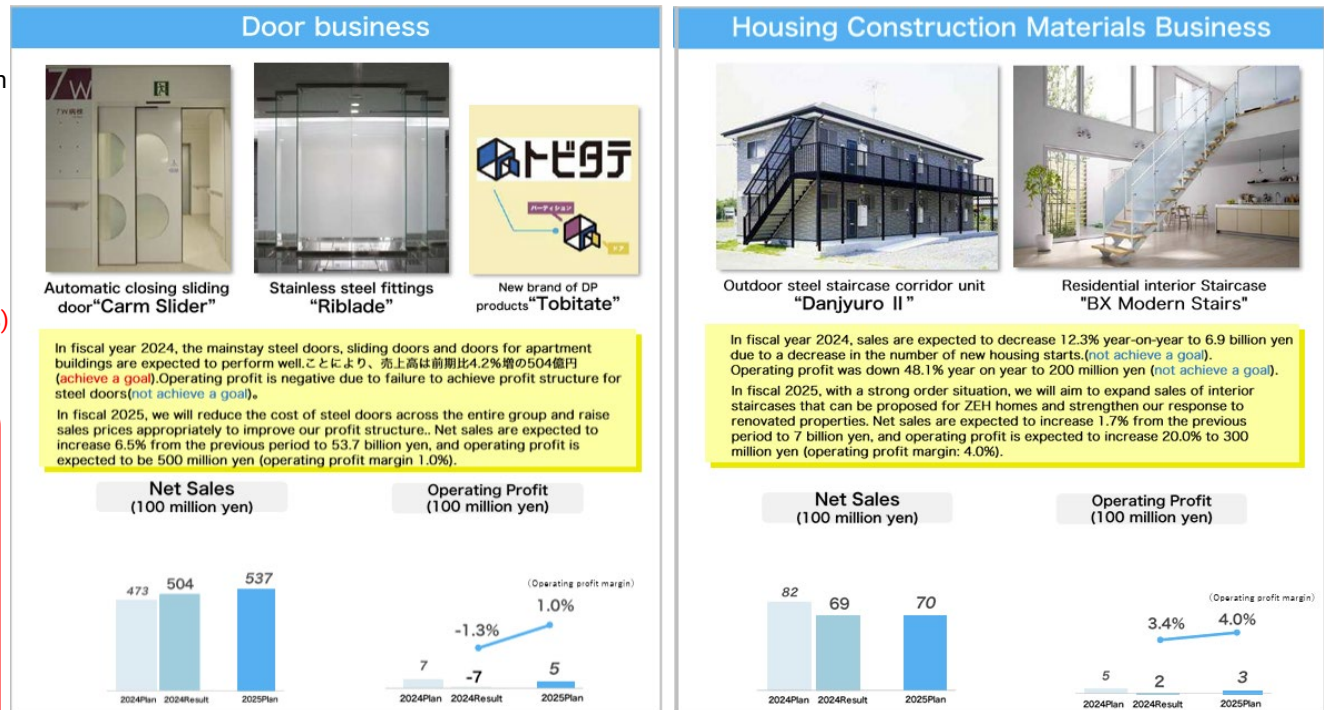 Door business
7W
7W病棟
トビタテ
パーティション
ドア
Automatic closing sliding
door“Carm Slider”
Stainless steel fittings
“Riblade”
New brand of DP
products“Tobitate”
In fiscal year 2024, the mainstay steel doors, sliding doors and doors for apartment
buildings are expected to perform well.ことにより、売上高は前期比4.2%増の504億円
(achieve a goal).Operating profit is negative due to failure to achieve profit structure for
steel doors(not achieve a goal)。
In fiscal 2025, we will reduce the cost of steel doors across the entire group and raise
sales prices appropriately to improve our profit structure.. Net sales are expected to
increase 6.5% from the previous period to 53.7 billion yen, and operating profit is
expected to be 500 million yen (operating profit margin 1.0%).
Net Sales
(100 million yen)
473
504
537
2024Plan 2024Result 2025Plan
Operating Profit
(100 million yen)
(Operating profit margin)
1.0%
-1.3%
7
-7
5
2024Plan 2024Result 2025Plan
Housing Construction Materials Business
Outdoor steel staircase corridor unit
“Danjyuro II”
Residential interior Staircase
"BX Modern Stairs"
In fiscal year 2024, sales are expected to decrease 12.3% year-on-year to 6.9 billion yen
due to a decrease in the number of new housing starts.(not achieve a goal).
Operating profit was down 48.1% year on year to 200 million yen (not achieve a goal).
In fiscal 2025, with a strong order situation, we will aim to expand sales of interior
staircases that can be proposed for ZEH homes and strengthen our response to
renovated properties. Net sales are expected to increase 1.7% from the previous
period to 7 billion yen, and operating profit is expected to increase 20.0% to 300
million yen (operating profit margin: 4.0%).
Net Sales
(100 million yen)
82
69
70
2024Plan 2024Result 2025Plan
Operating Profit
(100 million yen)
(Operating profit margin)
3.4%
4.0%
5
2
3
2024Plan 2024Result 2025Plan